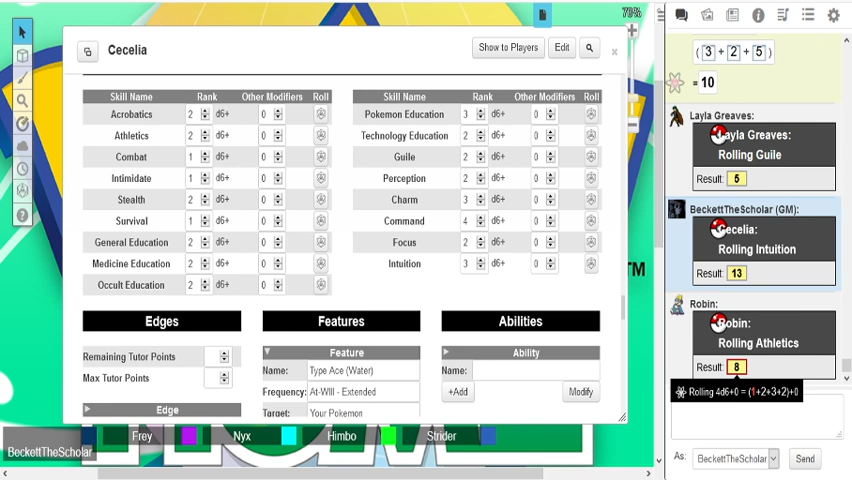 70%
Cecelia
Show to Players
Edit
×
Skill Name Rank Other Modifiers Roll
Acrobatics 2 d6+ 0
Athletics 2 d6+ 0
Combat 1 d6+ 0
Intimidate 1 d6+ 0
Stealth 2 d6+ 0
Survival 1 d6+ 0
General Education 2 d6+ 0
Medicine Education 2 d6+ 0
Occult Education 2 d6+ 0
Skill Name Rank Other Modifiers Roll
Pokemon Education 3 d6+ 0
Technology Education 2 d6+ 0
Guile 2 d6+ 0
Perception 2 d6+ 0
Charm 3 d6+ 0
Command 4 d6+ 0
Focus 2 d6+ 0
Intuition 3 d6+ 0
Edges
Remaining Tutor Points
Max Tutor Points
Edge
Features
Feature
Name: Type Ace (Water)
Frequency: At-Will - Extended
Target: Your Pokemon
Abilities
Ability
Name:
+Add
Modify
TM
BeckettTheScholar
Frey
Nyx
Himbo
Strider
( 3 + 2 + 5 )
= 10
Layla Greaves:
Layla Greaves:
Rolling Guile
Result: 5
BeckettTheScholar (GM):
Cecelia:
Rolling Intuition
Result: 13
Robin:
Robin:
Rolling Athletics
Result: 8
Rolling 4d6+0 = (1+2+3+2)+0
As: BeckettTheScholar
Send